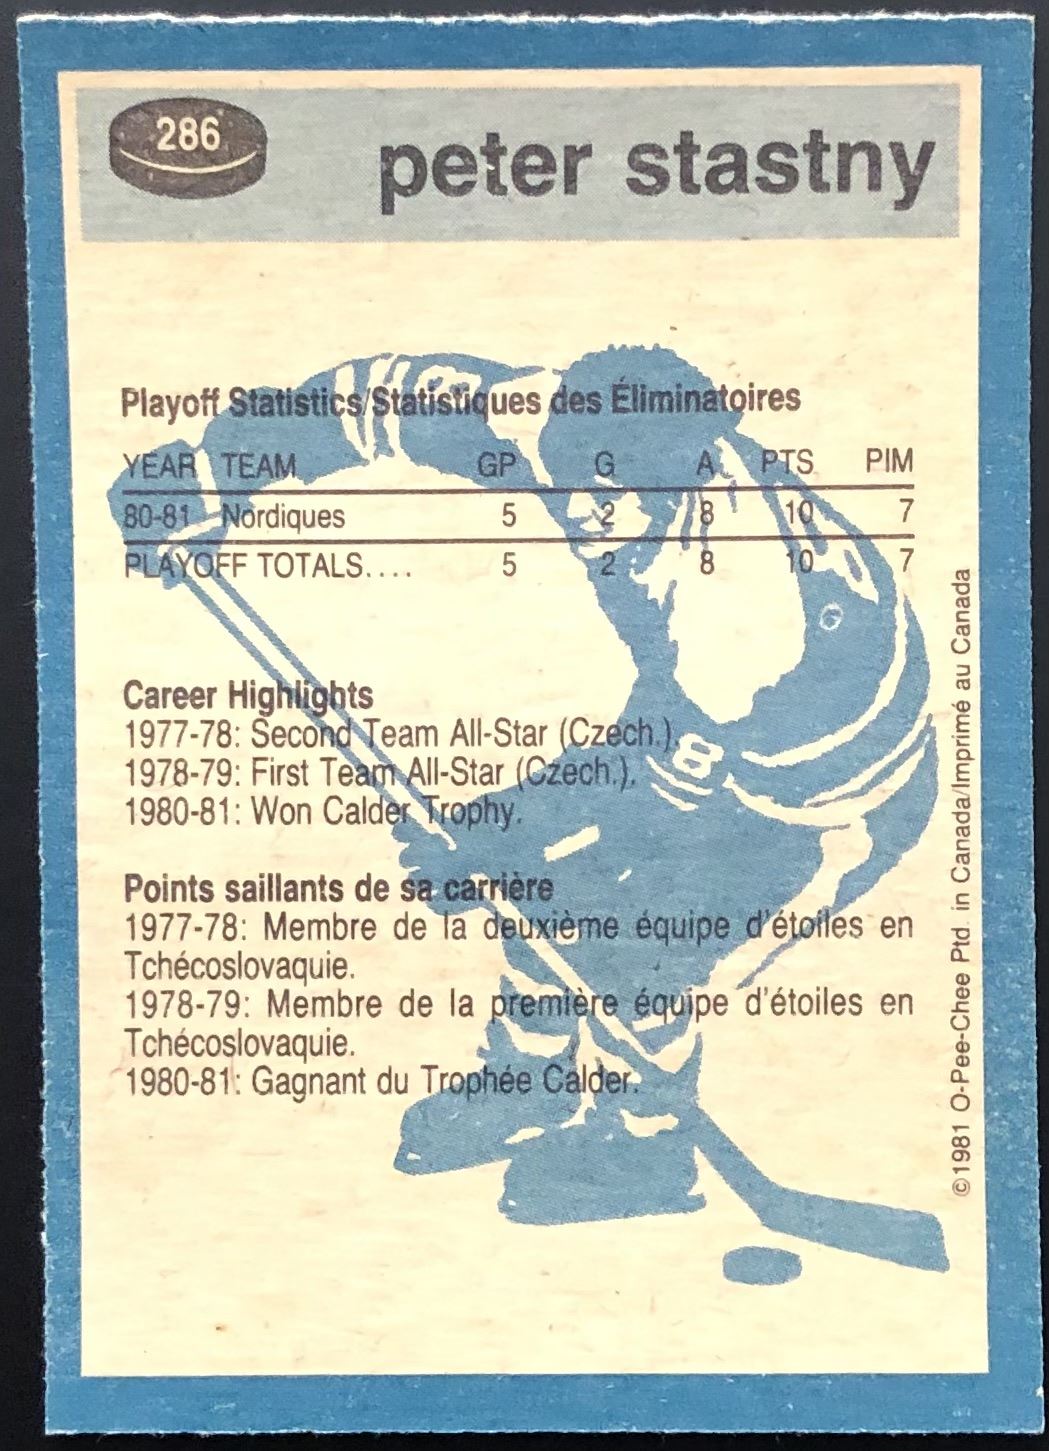 286
peter stastny
Playoff Statistics/Statistiques des Éliminatoires
YEAR TEAM GP G A PTS PIM
80-81 Nordiques 5 2 8 10 7
PLAYOFF TOTALS.... 5 2 8 10 7
Career Highlights
1977-78: Second Team All-Star (Czech.).
1978-79: First Team All-Star (Czech.).
1980-81: Won Calder Trophy.
Points saillants de sa carrière
1977-78: Membre de la deuxième équipe d'étoiles en
Tchécoslovaquie.
1978-79: Membre de la première équipe d'étoiles en
Tchécoslovaquie.
1980-81: Gagnant du Trophée Calder.
8
©1981 O-Pee-Chee Ptd. in Canada/Imprimé au Canada